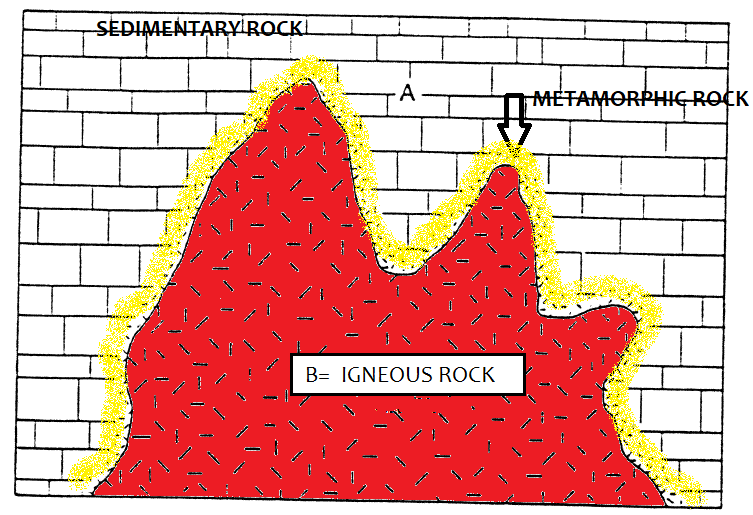 SEDIMENTARY ROCK
A
METAMORPHIC ROCK
B= IGNEOUS ROCK